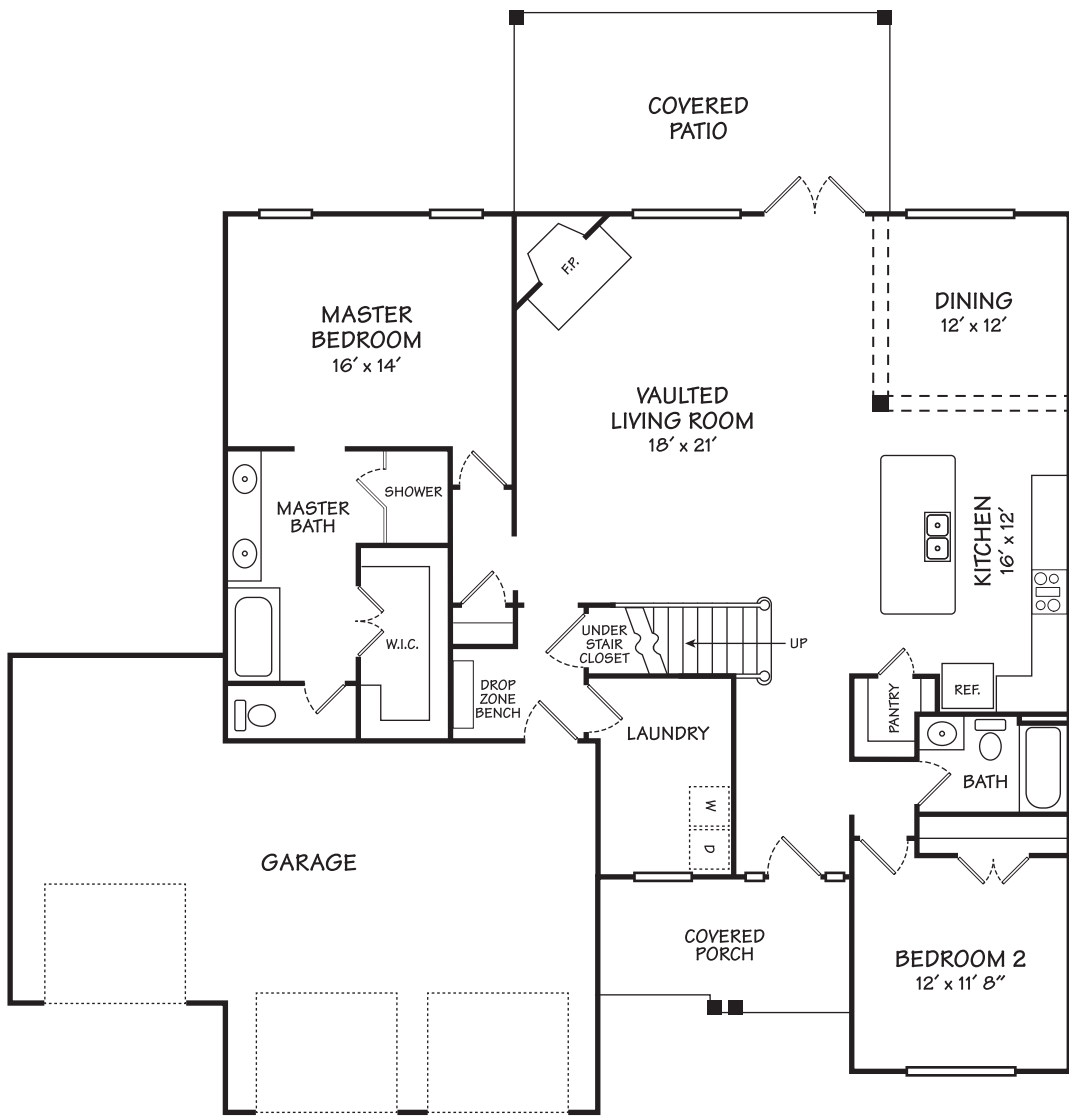 COVERED
PATIO
F.P.
MASTER
BEDROOM
16′ x 14′
DINING
12′ x 12′
VAULTED
LIVING ROOM
18′ x 21′
MASTER
BATH
SHOWER
KITCHEN
16′ x 12′
W.I.C.
UNDER
STAIR
CLOSET
UP
DROP
ZONE
BENCH
LAUNDRY
PANTRY
REF.
BATH
W
D
GARAGE
COVERED
PORCH
BEDROOM 2
12′ x 11′ 8″